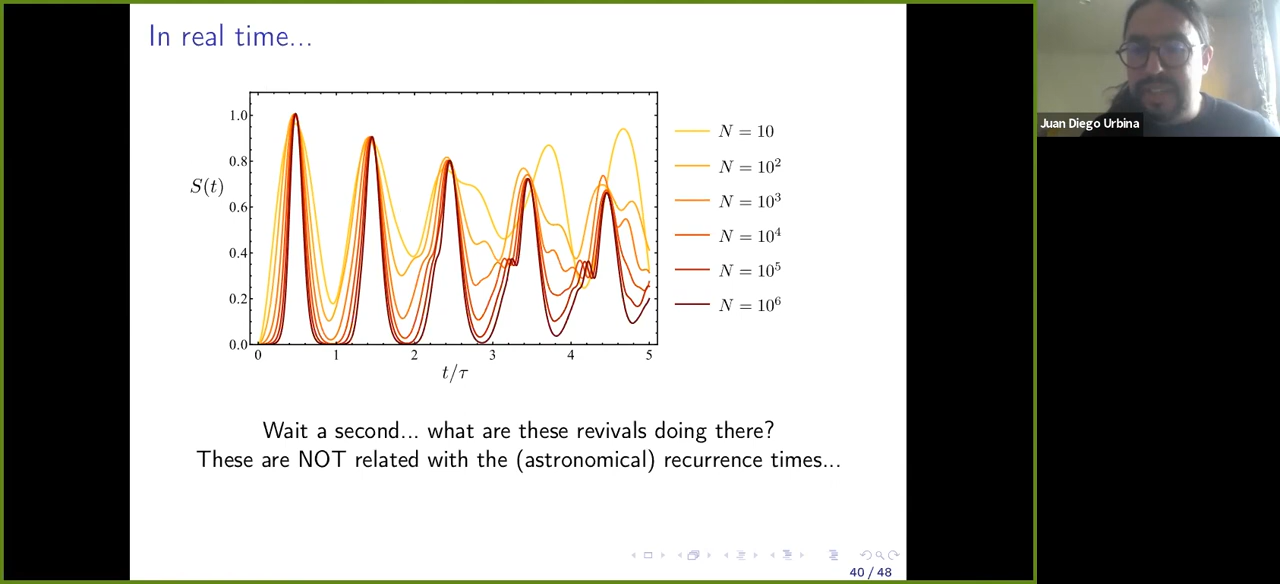 In real time...
1.0
0.8
S(t)
0.6
0.4
0.2
0.0
0 1 2 3 4 5
t/τ
N = 10
N = 10²
N = 10³
N = 10⁴
N = 10⁵
N = 10⁶
Wait a second... what are these revivals doing there?
These are NOT related with the (astronomical) recurrence times...
40 / 48
Juan Diego Urbina